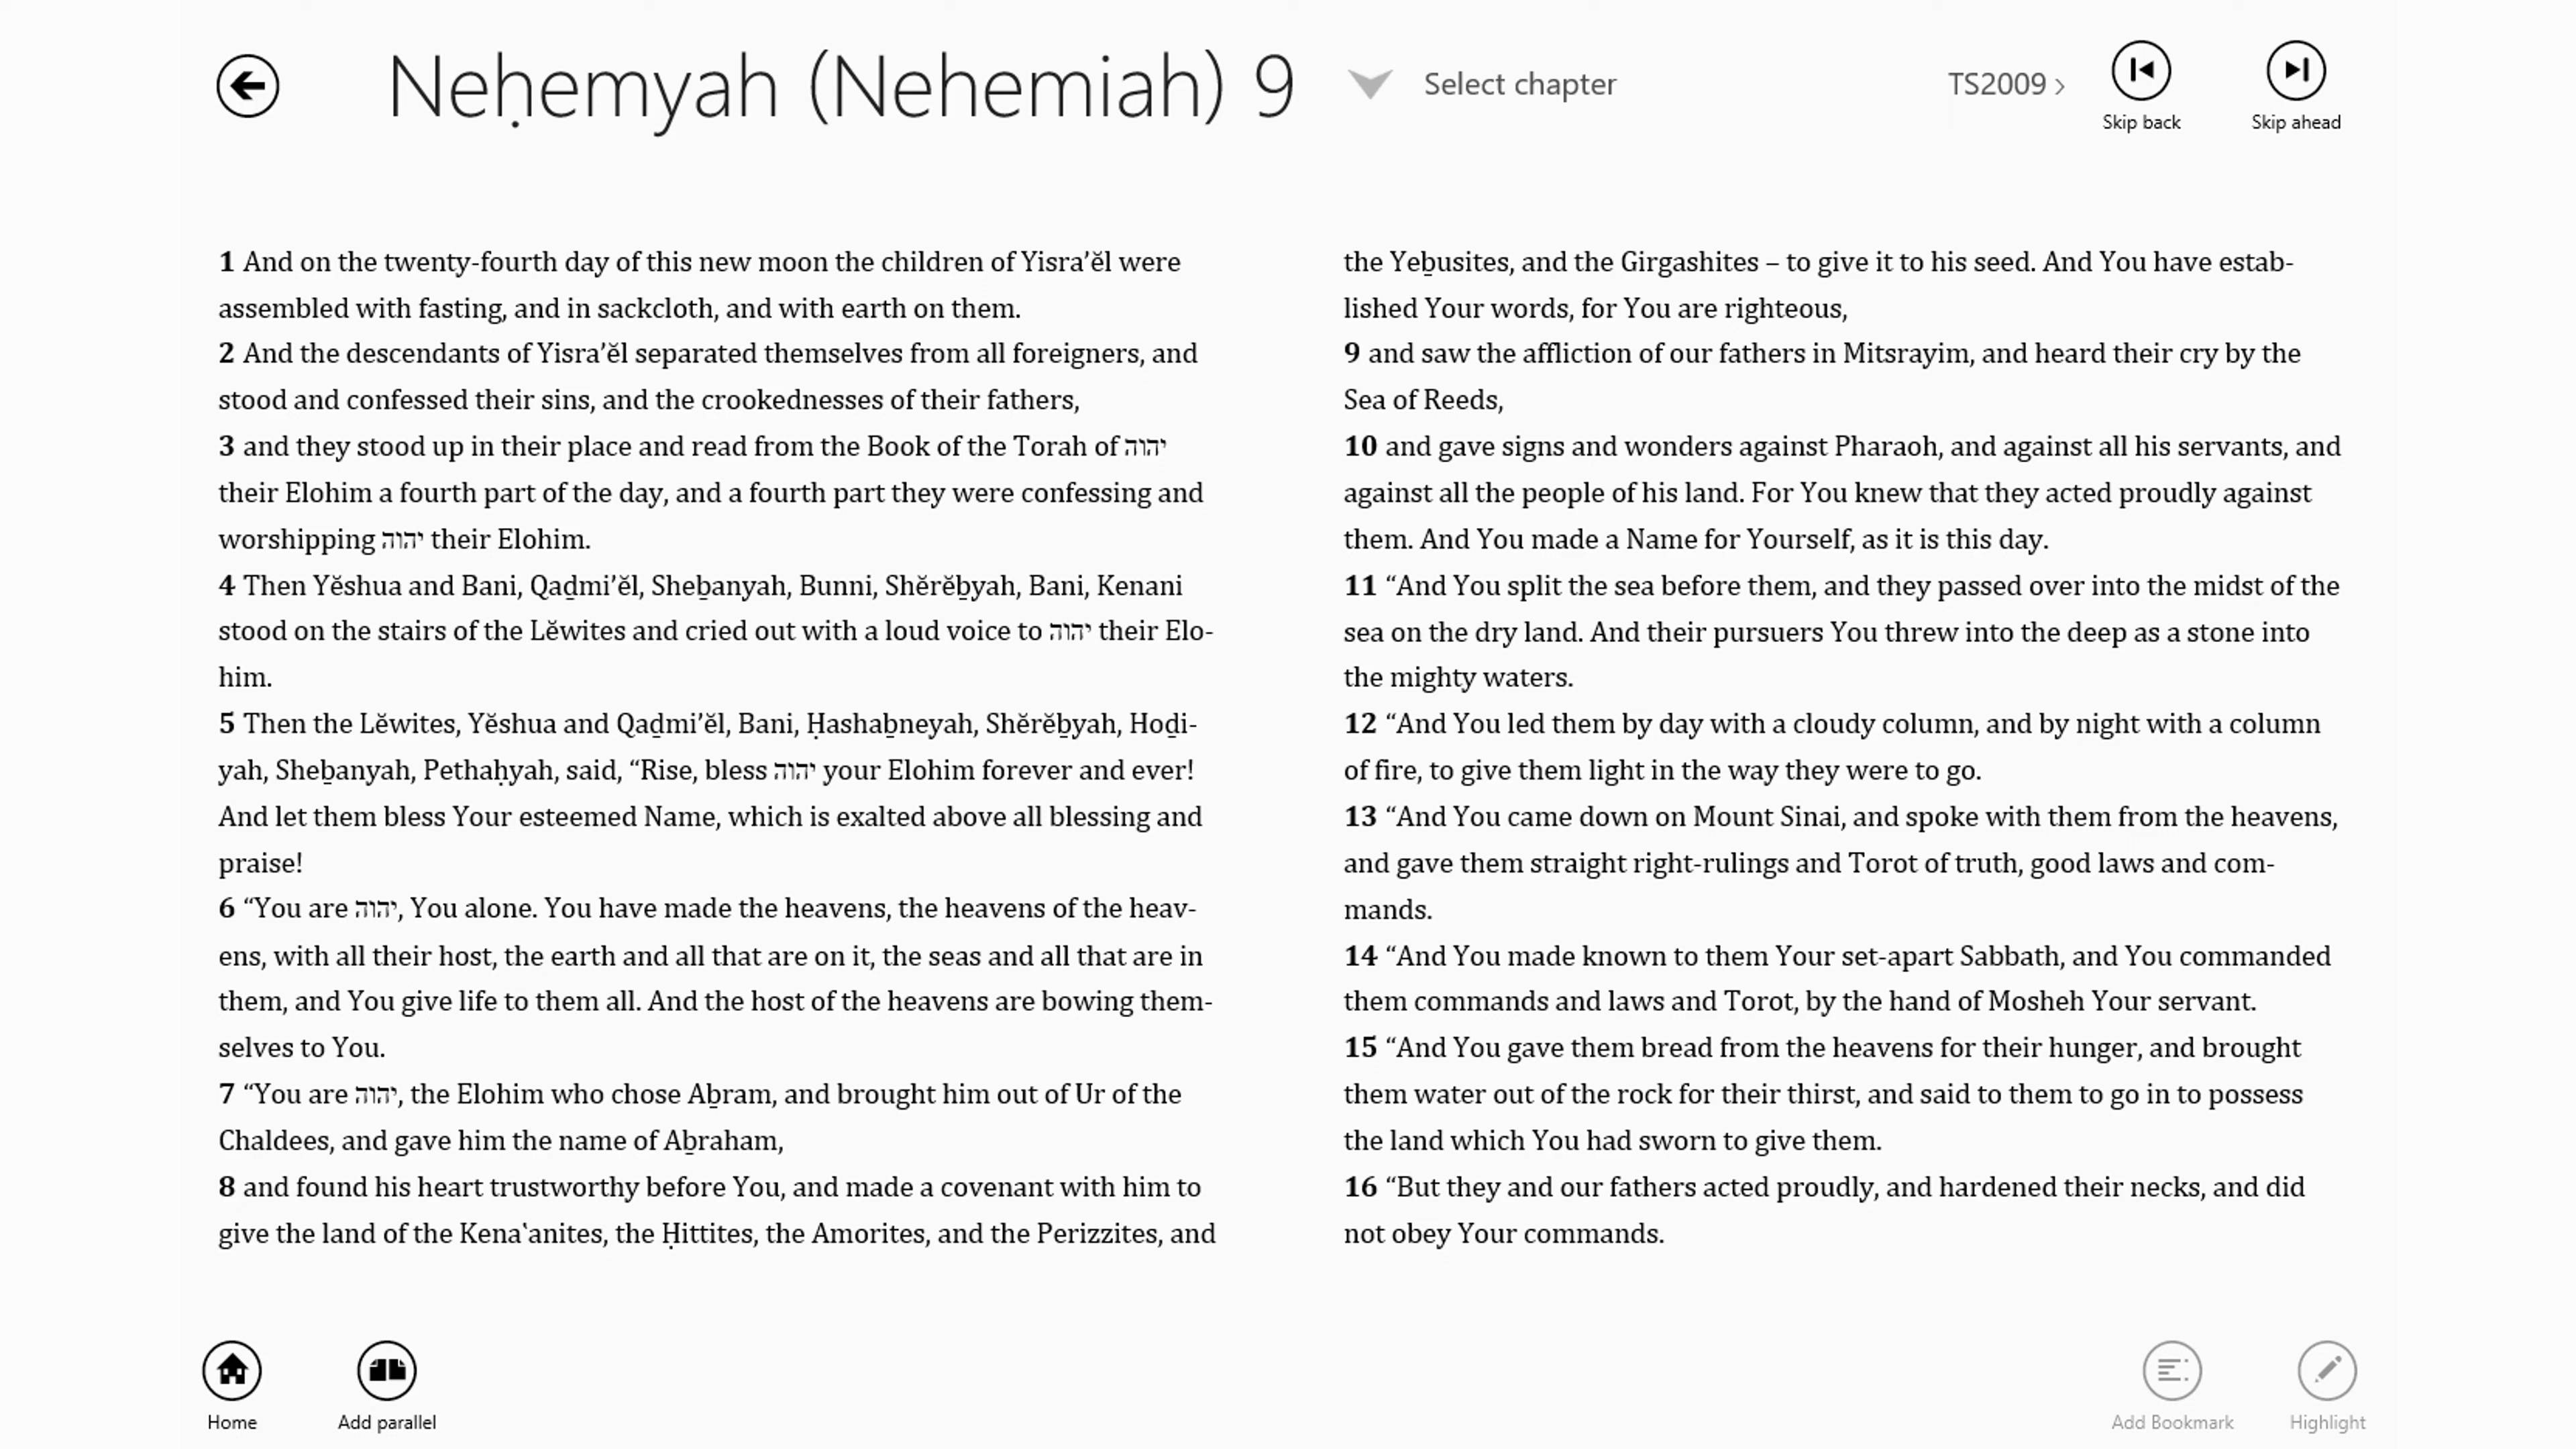 Neḥemyah (Nehemiah) 9
Select chapter
TS2009 ›
Skip back
Skip ahead
1 And on the twenty-fourth day of this new moon the children of Yisra’ĕl were
assembled with fasting, and in sackcloth, and with earth on them.
2 And the descendants of Yisra’ĕl separated themselves from all foreigners, and
stood and confessed their sins, and the crookednesses of their fathers,
3 and they stood up in their place and read from the Book of the Torah of יהוה
their Elohim a fourth part of the day, and a fourth part they were confessing and
worshipping יהוה their Elohim.
4 Then Yĕshua and Bani, Qaḏmi’ĕl, Sheḇanyah, Bunni, Shĕrĕḇyah, Bani, Kenani
stood on the stairs of the Lĕwites and cried out with a loud voice to יהוה their Elo-
him.
5 Then the Lĕwites, Yĕshua and Qaḏmi’ĕl, Bani, Ḥashaḇneyah, Shĕrĕḇyah, Hoḏi-
yah, Sheḇanyah, Pethaḥyah, said, “Rise, bless יהוה your Elohim forever and ever!
And let them bless Your esteemed Name, which is exalted above all blessing and
praise!
6 “You are יהוה, You alone. You have made the heavens, the heavens of the heav-
ens, with all their host, the earth and all that are on it, the seas and all that are in
them, and You give life to them all. And the host of the heavens are bowing them-
selves to You.
7 “You are יהוה, the Elohim who chose Aḇram, and brought him out of Ur of the
Chaldees, and gave him the name of Aḇraham,
8 and found his heart trustworthy before You, and made a covenant with him to
give the land of the Kena‛anites, the Ḥittites, the Amorites, and the Perizzites, and
the Yeḇusites, and the Girgashites – to give it to his seed. And You have estab-
lished Your words, for You are righteous,
9 and saw the affliction of our fathers in Mitsrayim, and heard their cry by the
Sea of Reeds,
10 and gave signs and wonders against Pharaoh, and against all his servants, and
against all the people of his land. For You knew that they acted proudly against
them. And You made a Name for Yourself, as it is this day.
11 “And You split the sea before them, and they passed over into the midst of the
sea on the dry land. And their pursuers You threw into the deep as a stone into
the mighty waters.
12 “And You led them by day with a cloudy column, and by night with a column
of fire, to give them light in the way they were to go.
13 “And You came down on Mount Sinai, and spoke with them from the heavens,
and gave them straight right-rulings and Torot of truth, good laws and com-
mands.
14 “And You made known to them Your set-apart Sabbath, and You commanded
them commands and laws and Torot, by the hand of Mosheh Your servant.
15 “And You gave them bread from the heavens for their hunger, and brought
them water out of the rock for their thirst, and said to them to go in to possess
the land which You had sworn to give them.
16 “But they and our fathers acted proudly, and hardened their necks, and did
not obey Your commands.
Home
Add parallel
Add Bookmark
Highlight